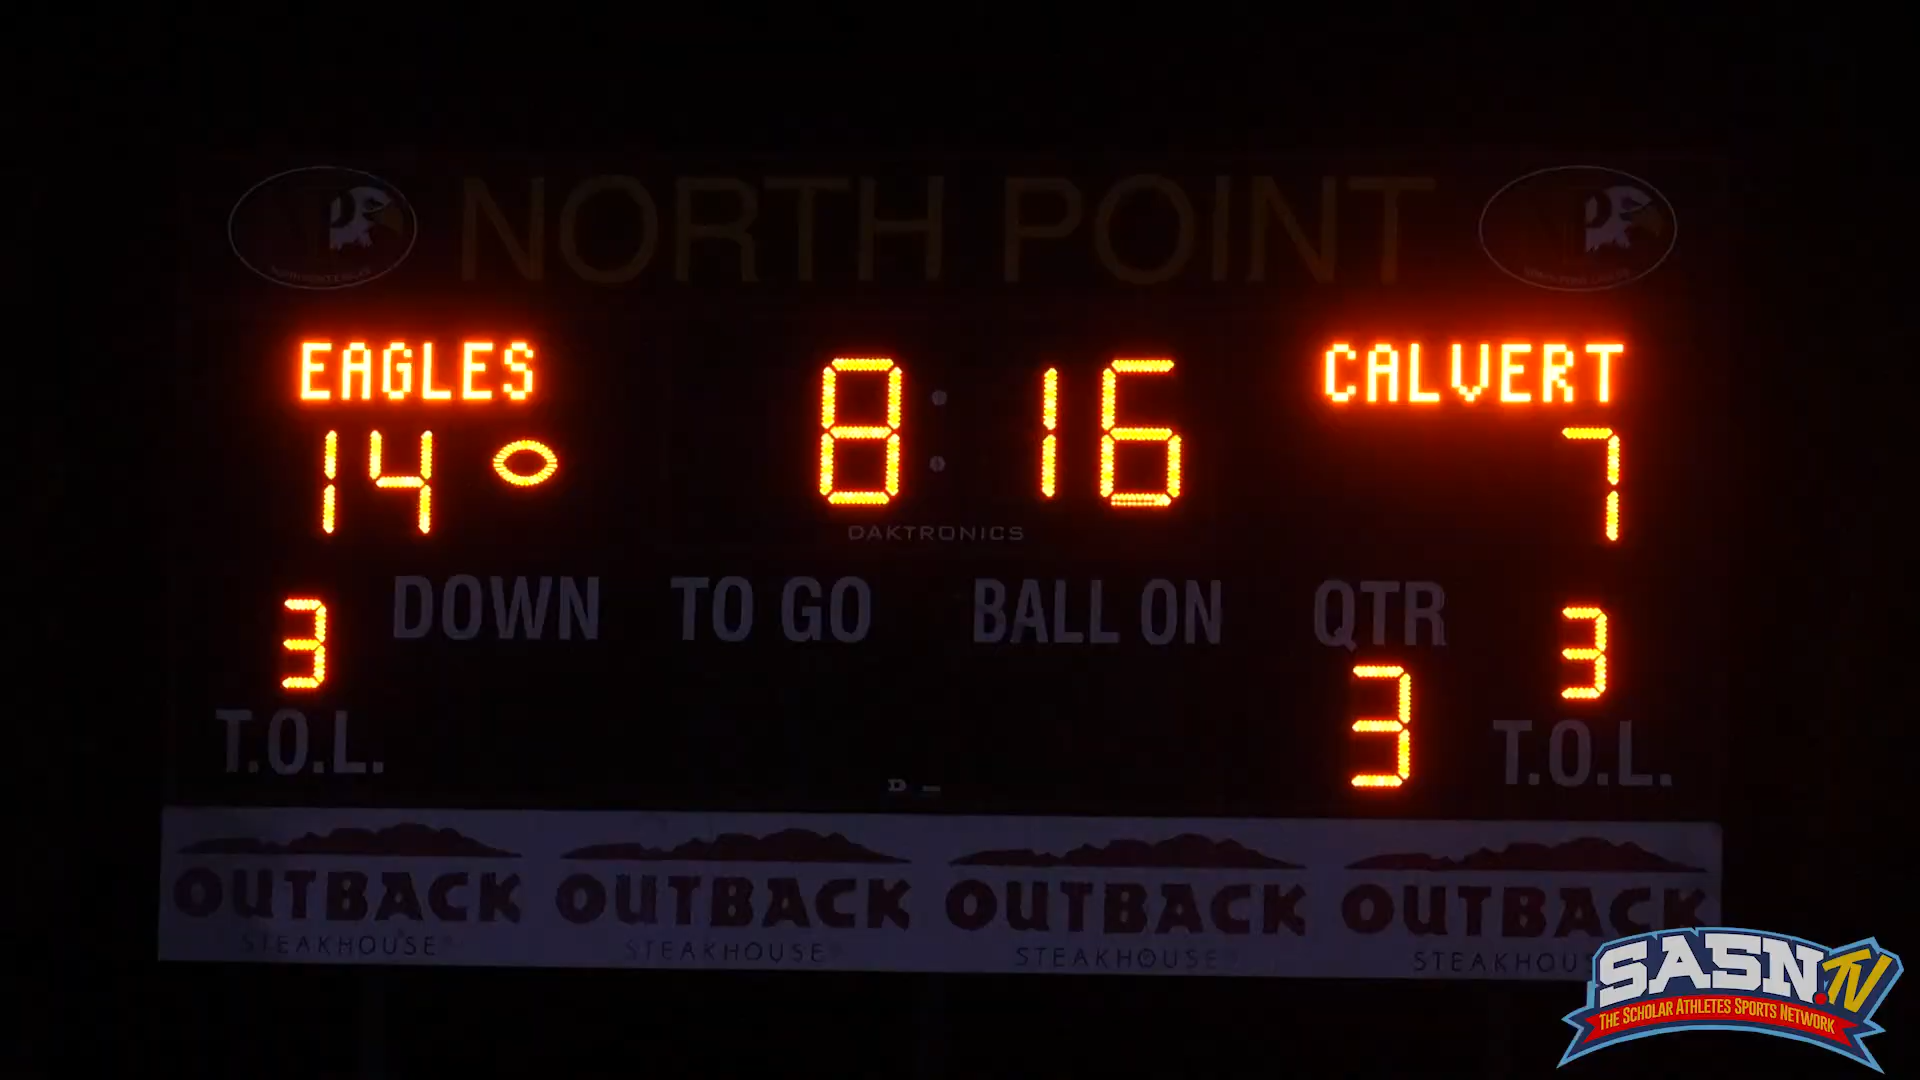 NORTH POINT
EAGLES 8:16 CALVERT
14 7
DAKTRONICS
DOWN TO GO BALL ON QTR
3 3 3
T.O.L. T.O.L.
OUTBACK OUTBACK OUTBACK OUTBACK
STEAKHOUSE STEAKHOUSE STEAKHOUSE
SASN.TV
THE SCHOLAR ATHLETES SPORTS NETWORK